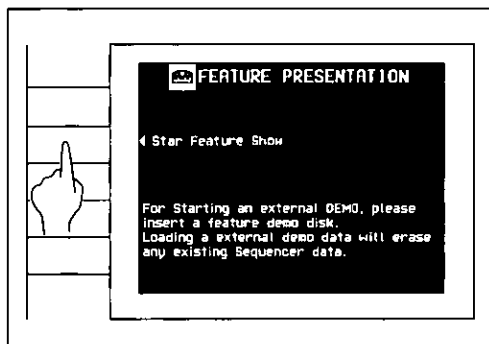 FEATURE PRESENTATION
Star Feature Show
For Starting an external DEMO, please
insert a feature demo disk.
Loading a external demo data will erase
any existing Sequencer data.